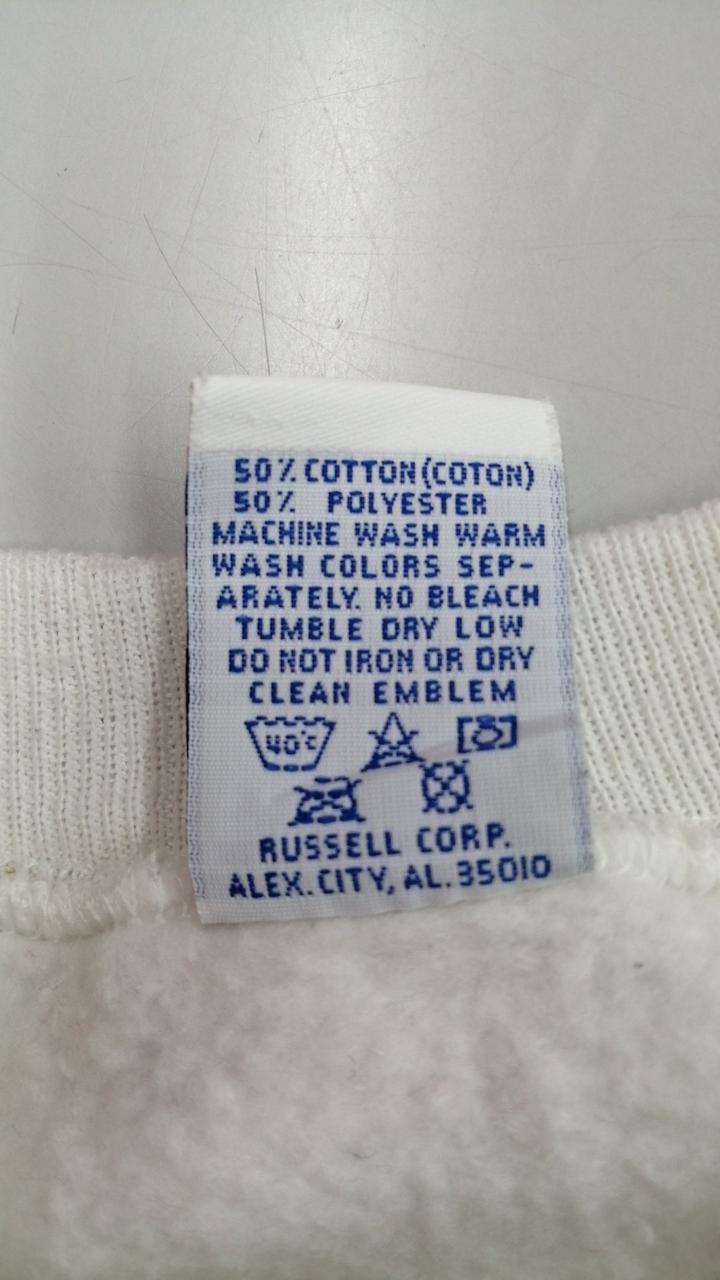 50% COTTON (COTON)
50% POLYESTER
MACHINE WASH WARM
WASH COLORS SEP-
ARATELY. NO BLEACH
TUMBLE DRY LOW
DO NOT IRON OR DRY
CLEAN EMBLEM
40°C
RUSSELL CORP.
ALEX. CITY, AL. 35010